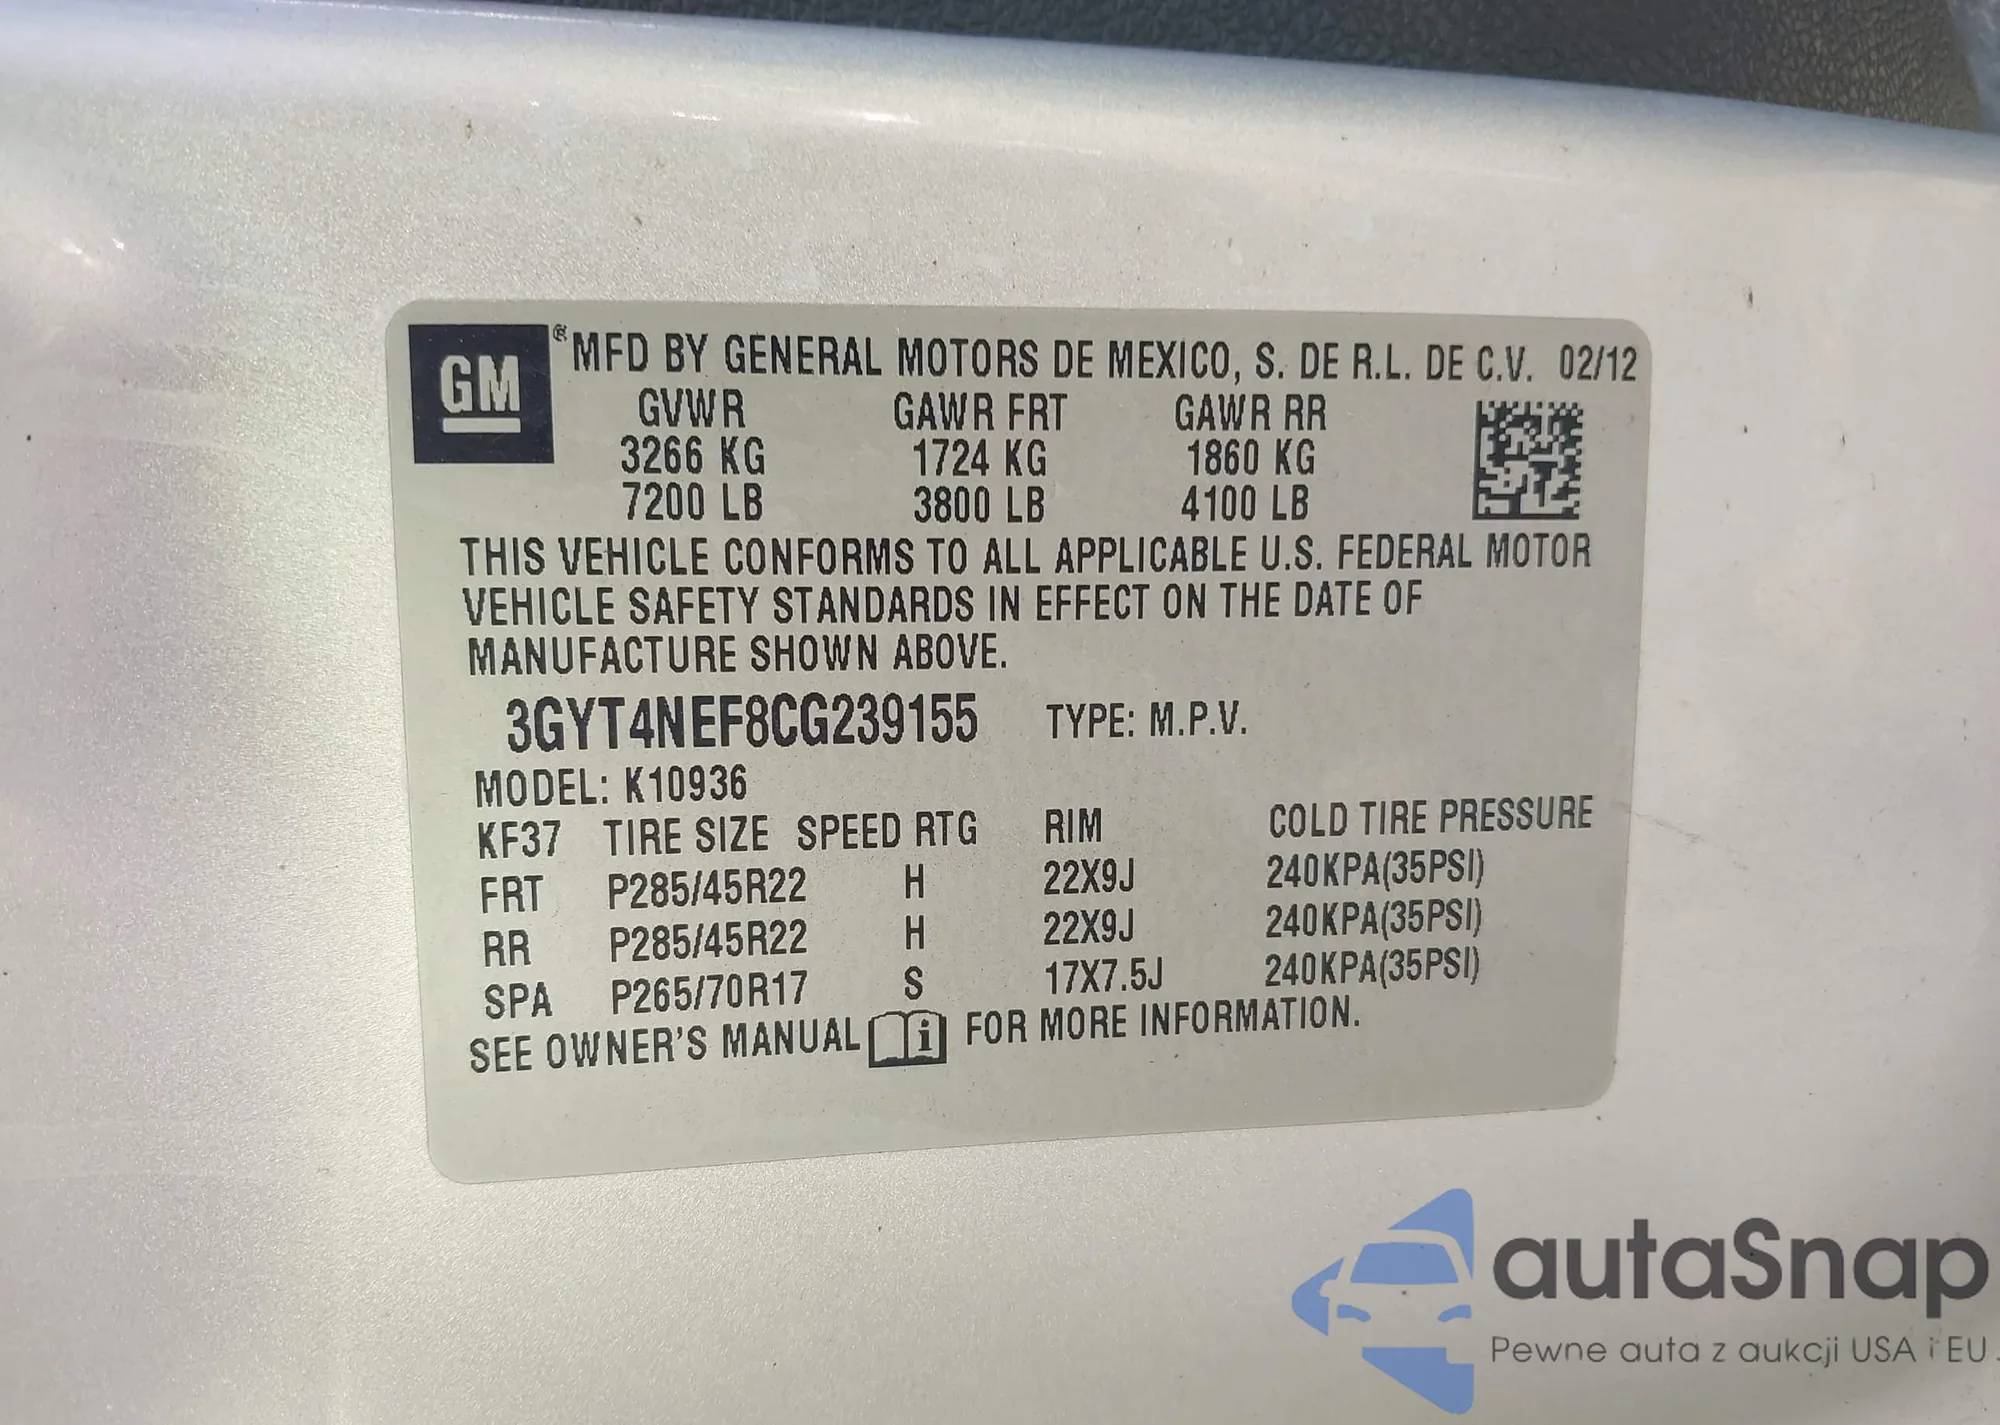 GM ® MFD BY GENERAL MOTORS DE MEXICO, S. DE R.L. DE C.V. 02/12
GVWR GAWR FRT GAWR RR
3266 KG 1724 KG 1860 KG
7200 LB 3800 LB 4100 LB
THIS VEHICLE CONFORMS TO ALL APPLICABLE U.S. FEDERAL MOTOR
VEHICLE SAFETY STANDARDS IN EFFECT ON THE DATE OF
MANUFACTURE SHOWN ABOVE.
3GYT4NEF8CG239155 TYPE: M.P.V.
MODEL: K10936
KF37 TIRE SIZE SPEED RTG RIM COLD TIRE PRESSURE
FRT P285/45R22 H 22X9J 240KPA(35PSI)
RR P285/45R22 H 22X9J 240KPA(35PSI)
SPA P265/70R17 S 17X7.5J 240KPA(35PSI)
SEE OWNER'S MANUAL i FOR MORE INFORMATION.
autaSnap
Pewne auta z aukcji USA i EU.